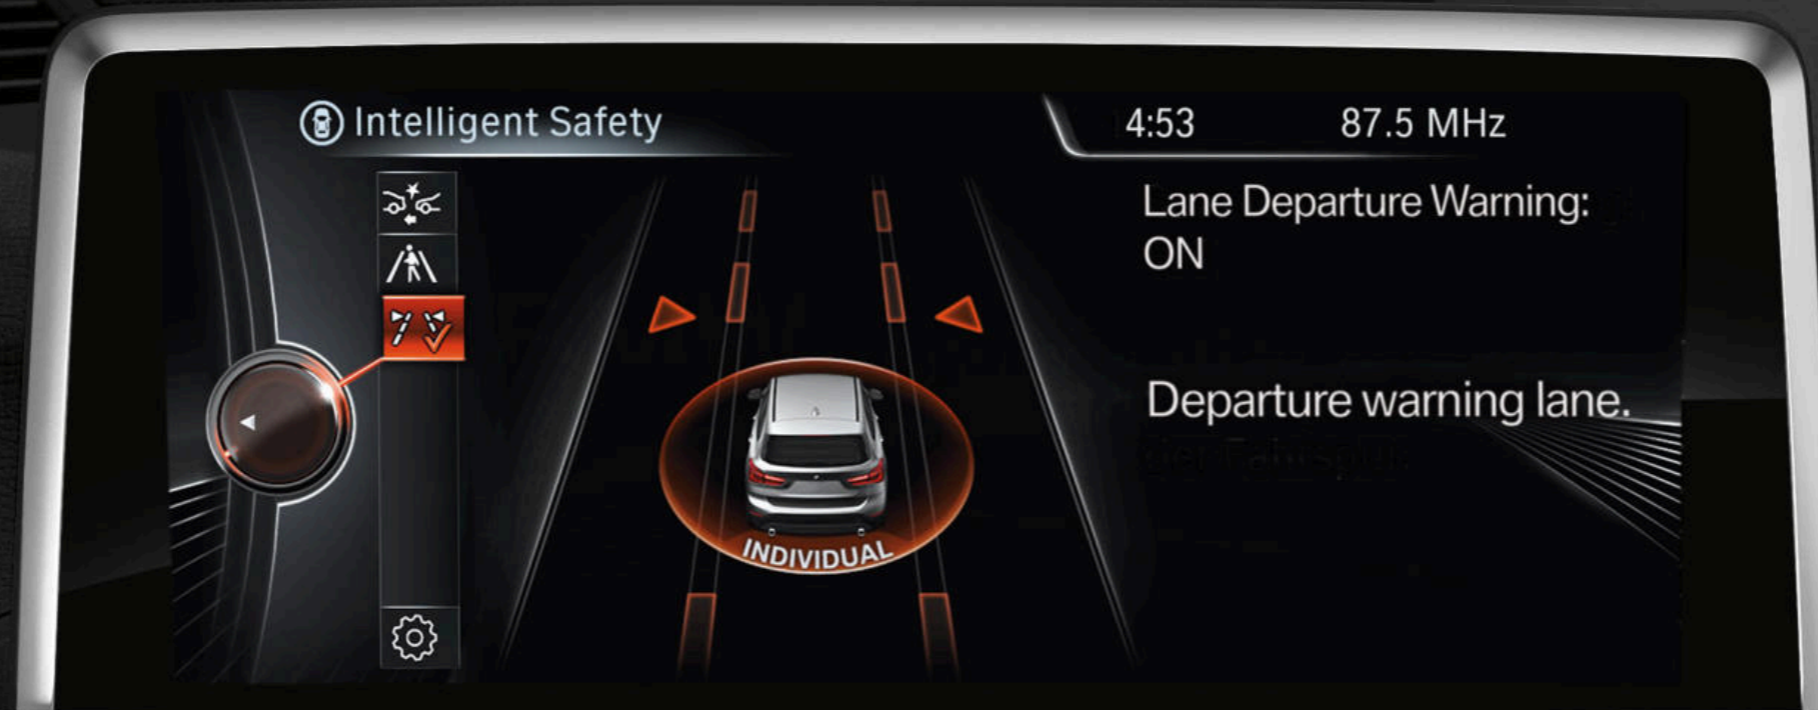 Intelligent Safety
4:53
87.5 MHz
Lane Departure Warning:
ON
Departure warning lane.
INDIVIDUAL